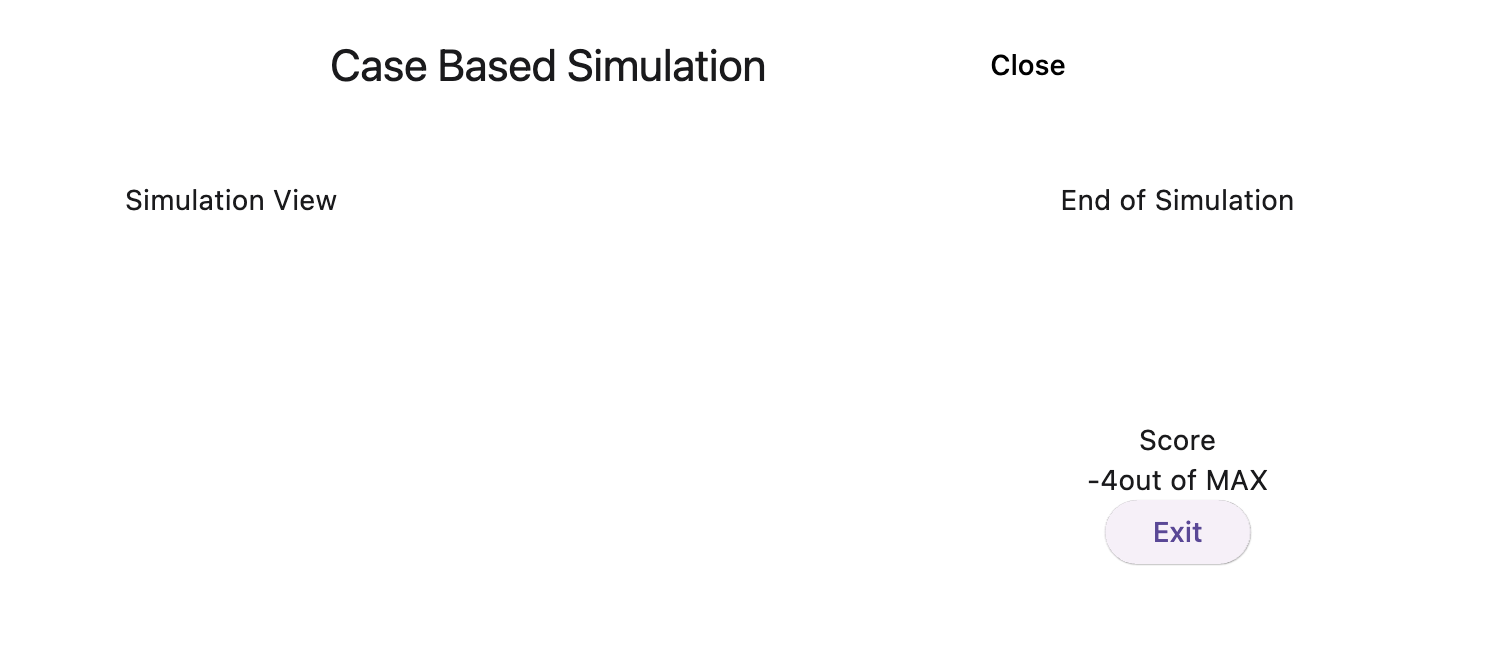 Case Based Simulation
Close
Simulation View
End of Simulation
Score
-4out of MAX
Exit